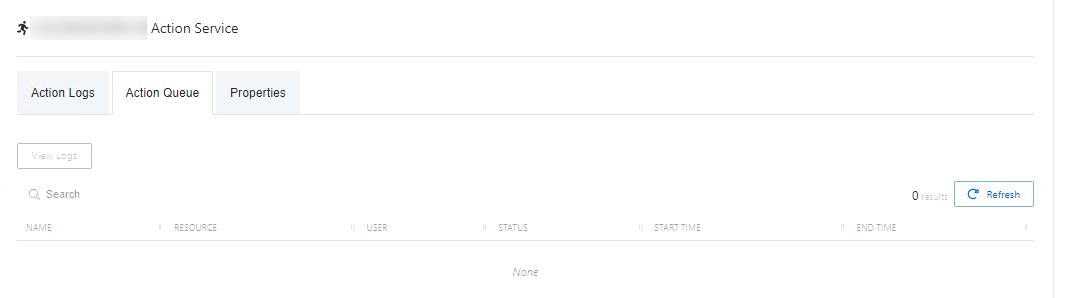 Action Service
Action Logs Action Queue Properties
View Logs
Search 0 results Refresh
NAME RESOURCE USER STATUS START TIME END TIME
None